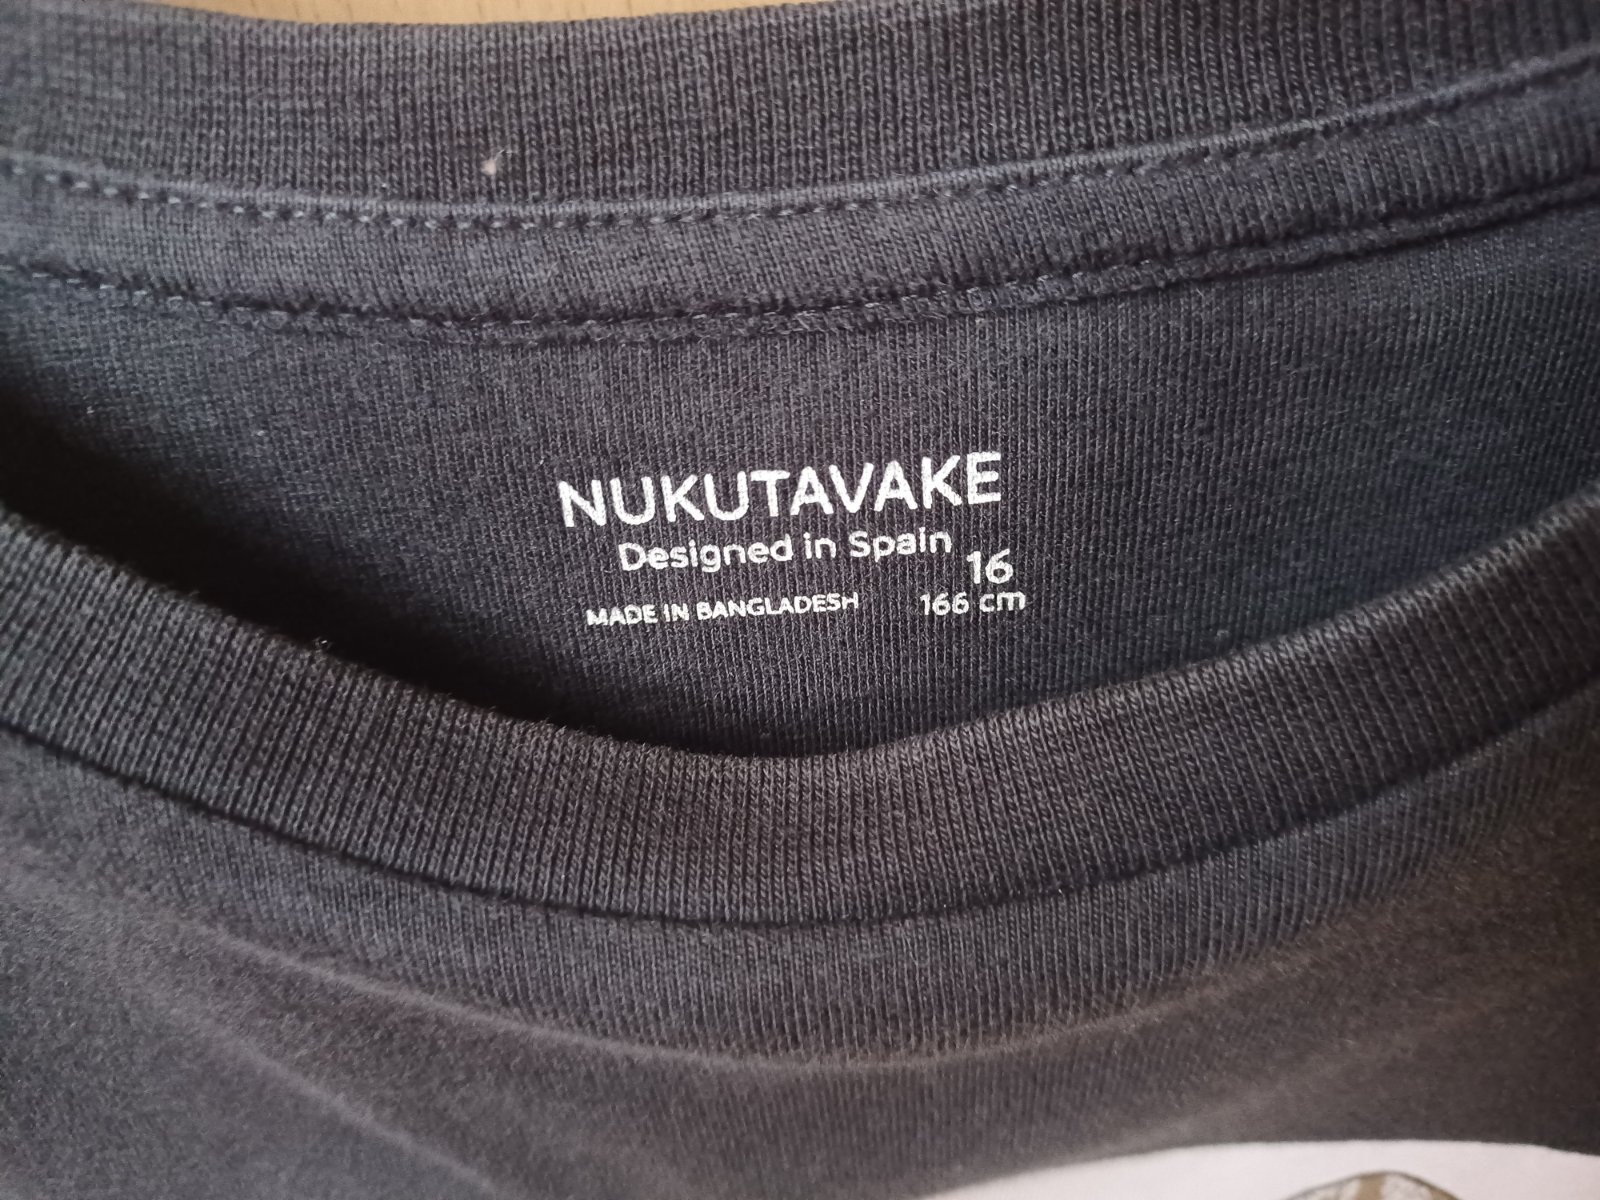 NUKUTAVAKE
Designed in Spain
16
MADE IN BANGLADESH
166 cm